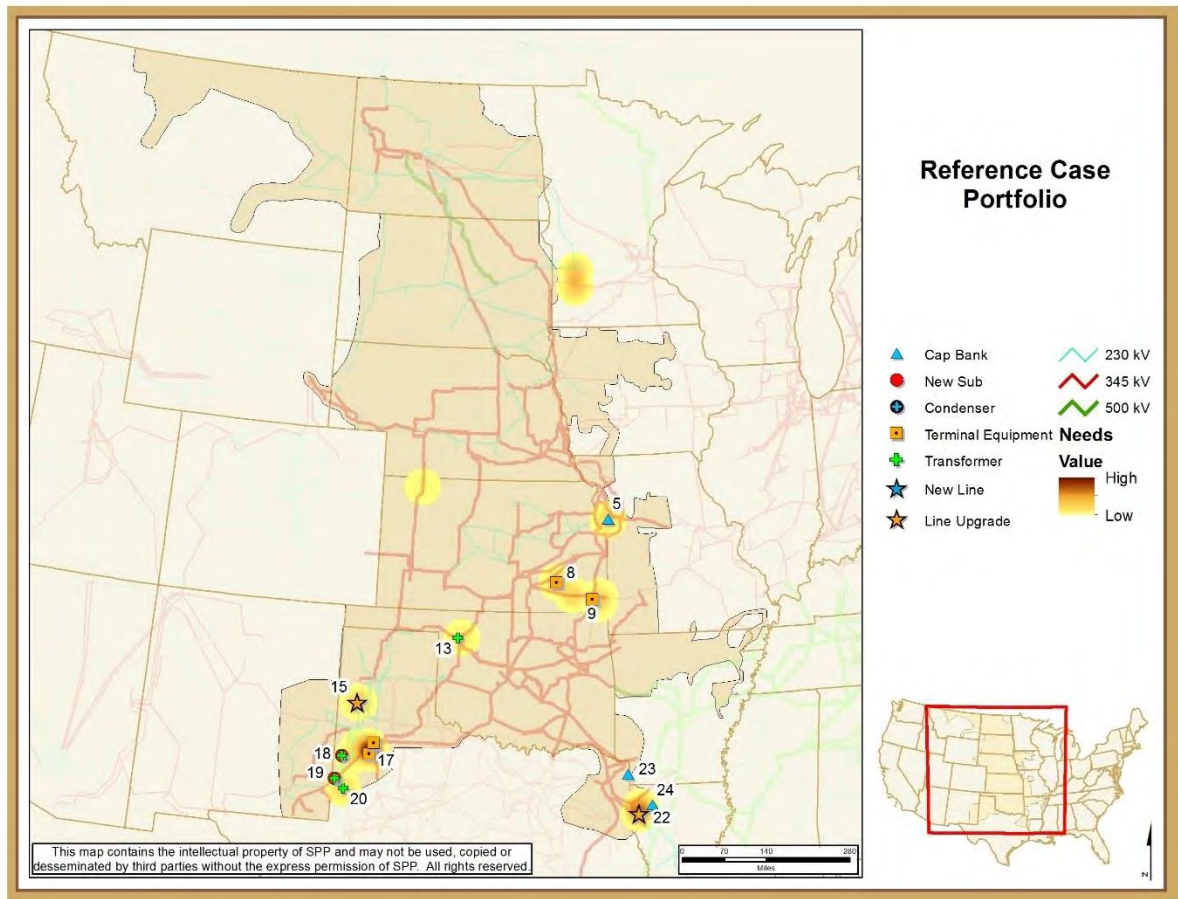 Reference Case
Portfolio
Cap Bank
New Sub
Condenser
Terminal Equipment
Transformer
New Line
Line Upgrade
230 kV
345 kV
500 kV
Needs
Value
High
Low
5
8
9
13
15
18
17
19
20
23
24
22
This map contains the intellectual property of SPP and may not be used, copied or
desseminated by third parties without the express permission of SPP. All rights reserved.
0 70 140 280
Miles
N